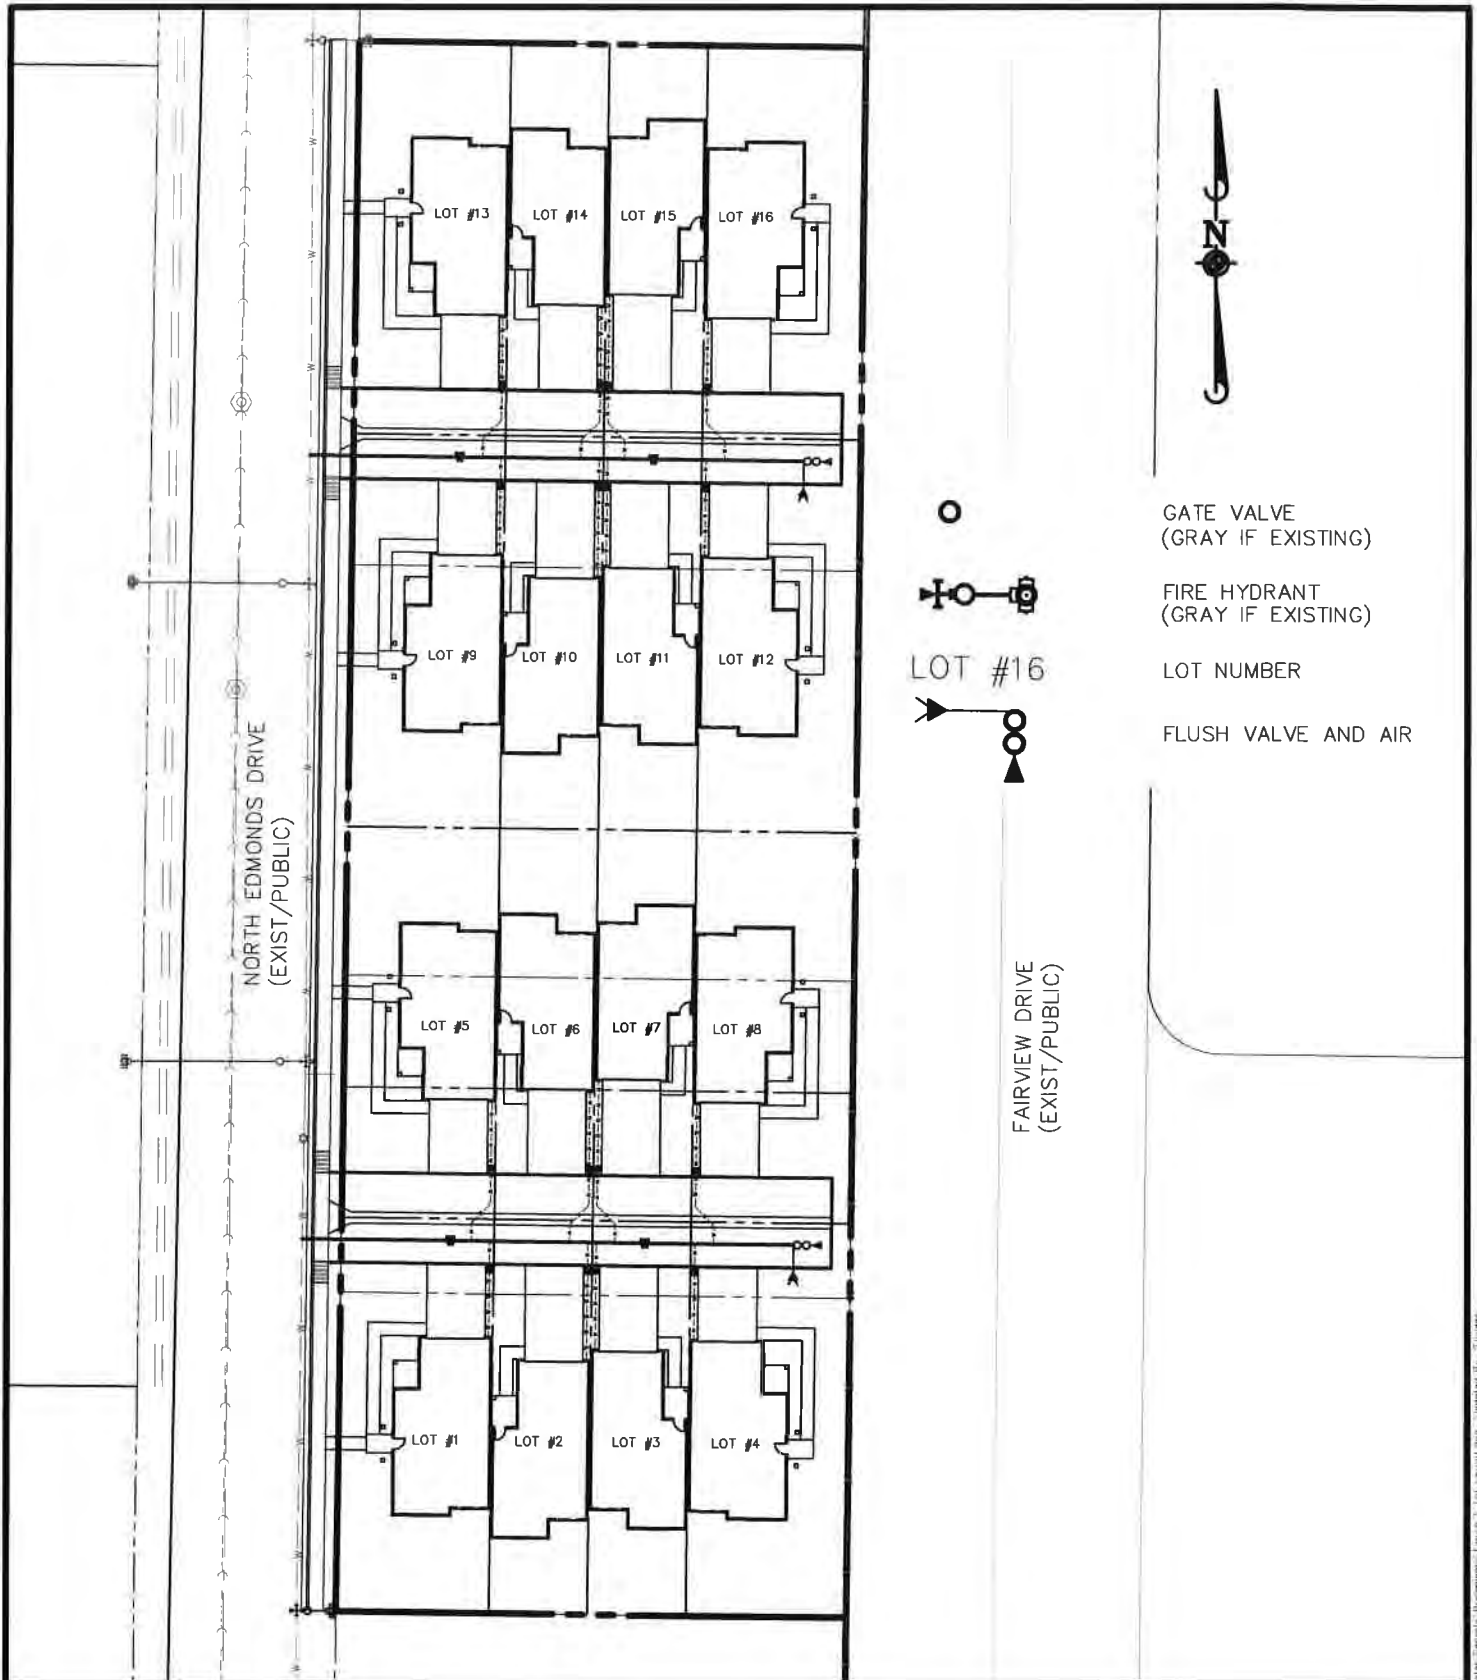 LOT #13
LOT #14
LOT #15
LOT #16
N
GATE VALVE
(GRAY IF EXISTING)
FIRE HYDRANT
(GRAY IF EXISTING)
LOT #9
LOT #10
LOT #11
LOT #12
LOT #16
LOT NUMBER
FLUSH VALVE AND AIR
NORTH EDMONDS DRIVE
(EXIST/PUBLIC)
LOT #5
LOT #6
LOT #7
LOT #8
FAIRVIEW DRIVE
(EXIST/PUBLIC)
LOT #1
LOT #2
LOT #3
LOT #4